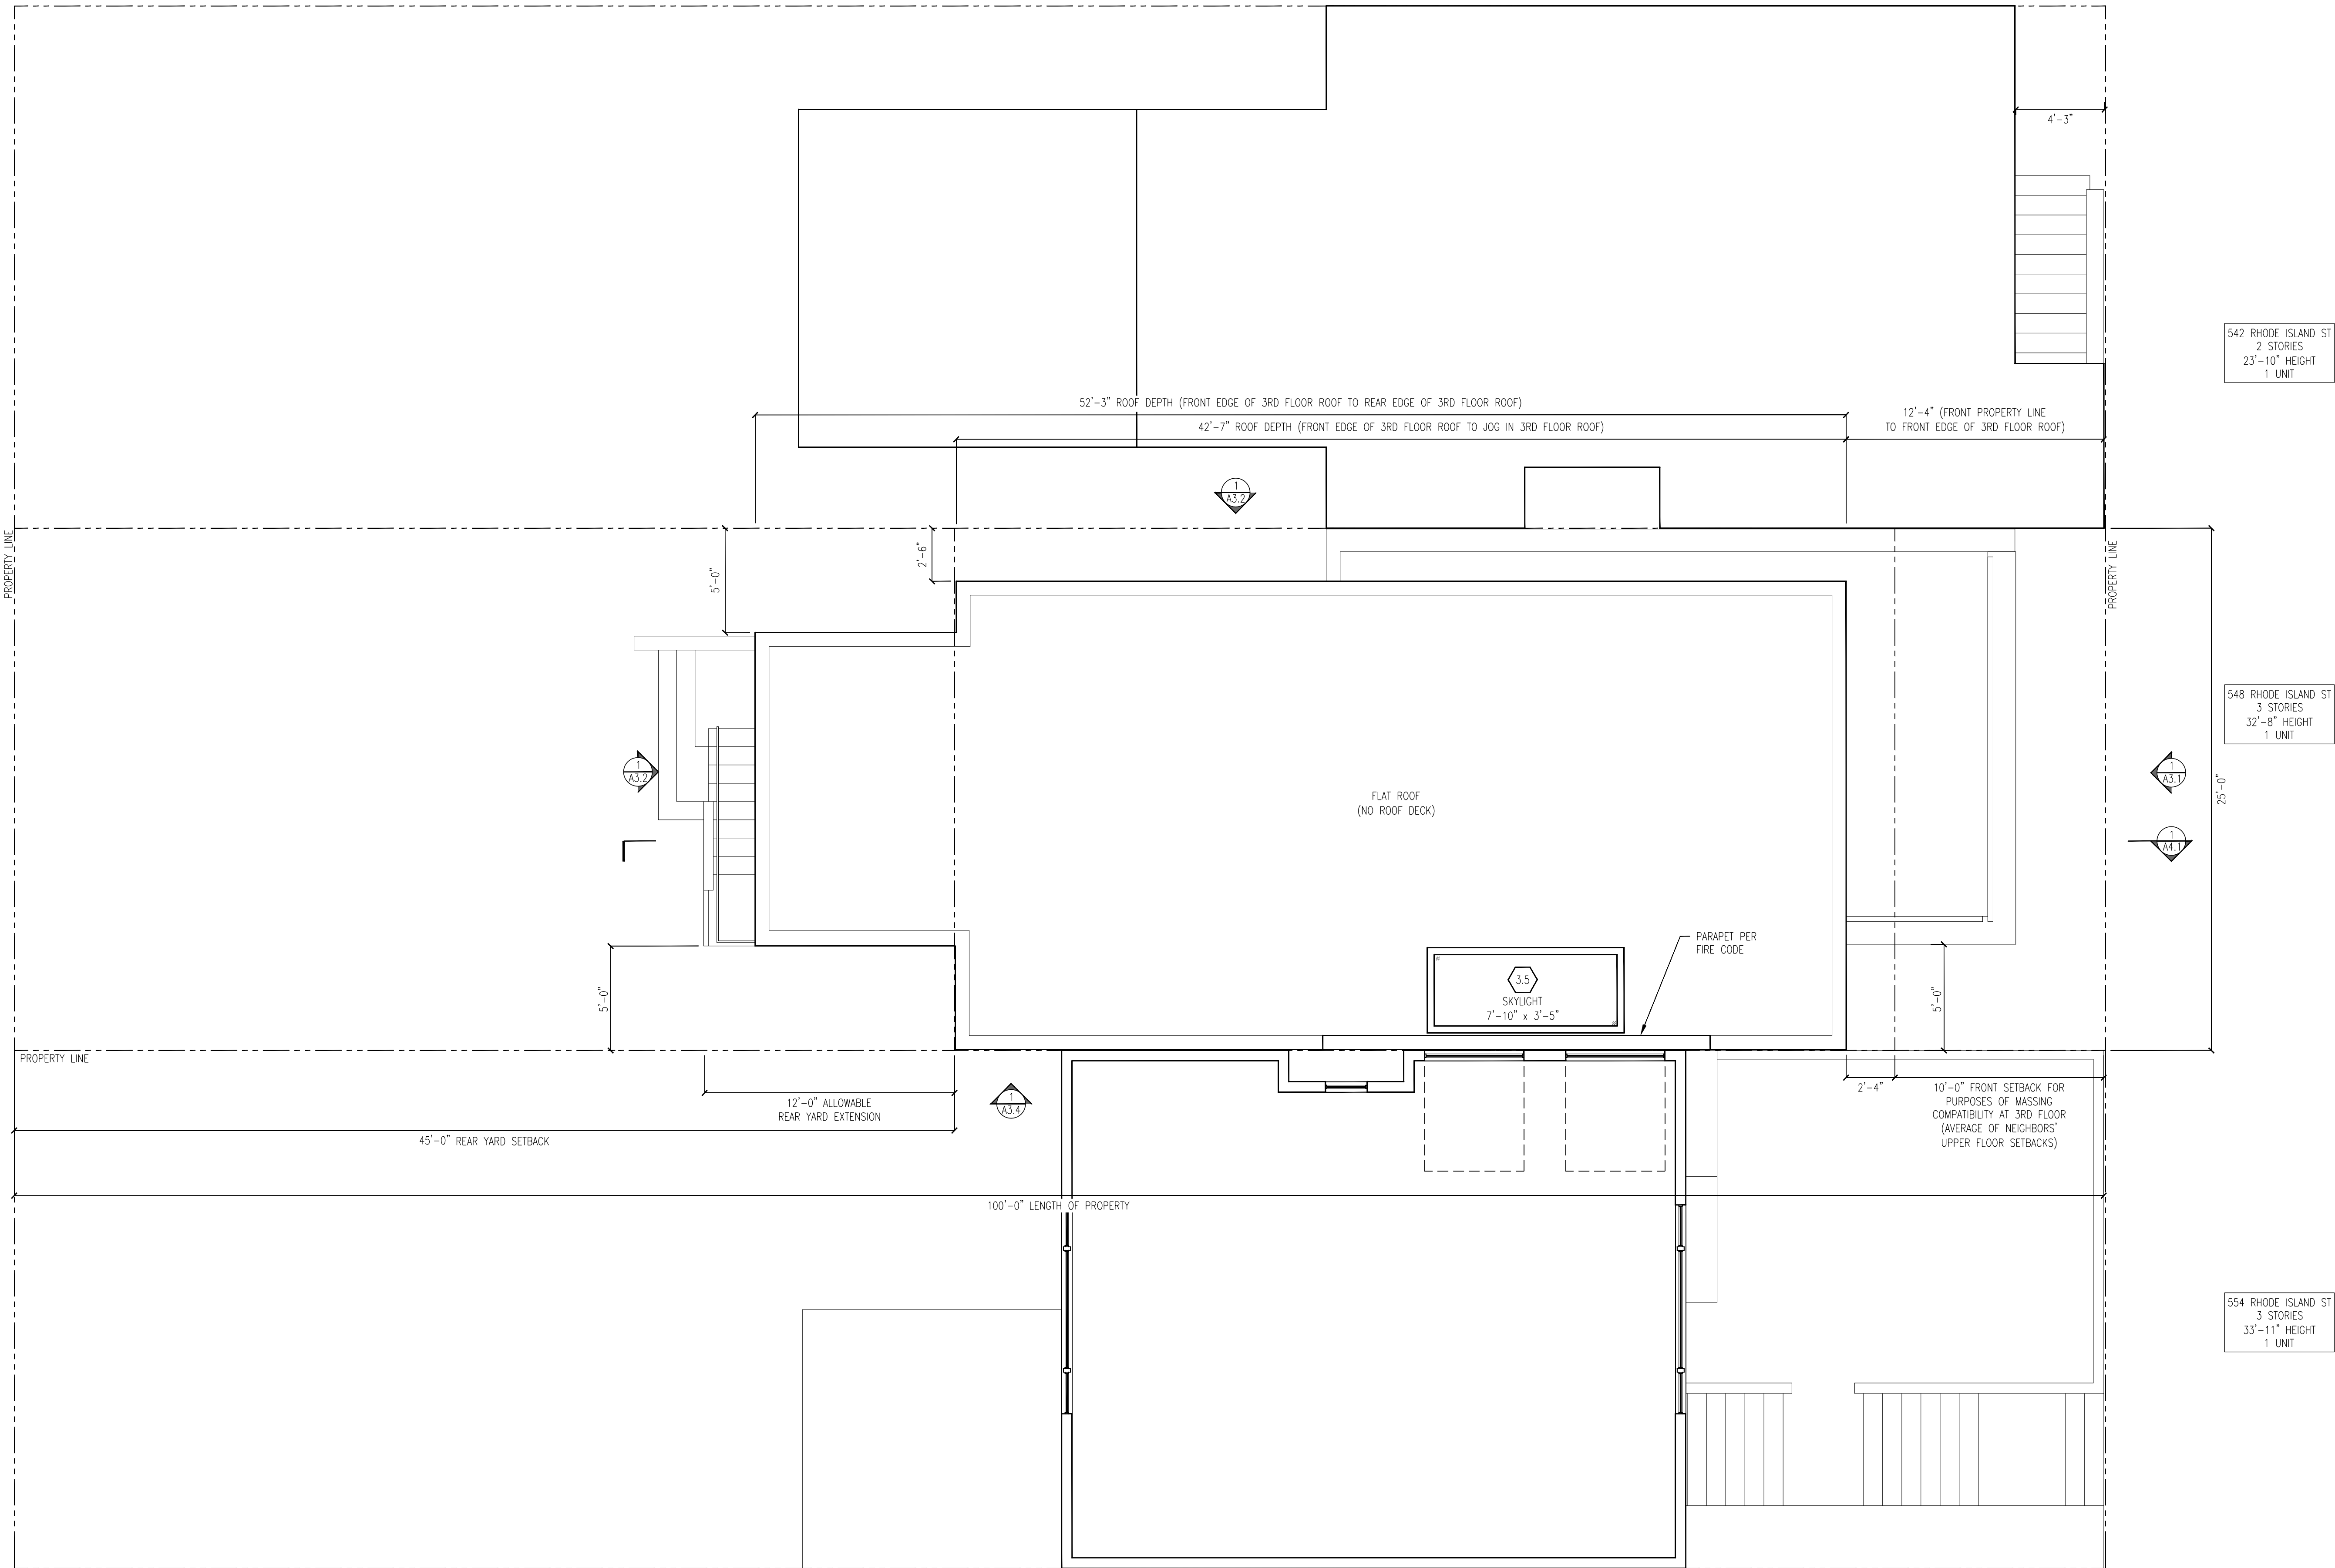 4'-3"
542 RHODE ISLAND ST
2 STORIES
23'-10" HEIGHT
1 UNIT
52'-3" ROOF DEPTH (FRONT EDGE OF 3RD FLOOR ROOF TO REAR EDGE OF 3RD FLOOR ROOF)
42'-7" ROOF DEPTH (FRONT EDGE OF 3RD FLOOR ROOF TO JOG IN 3RD FLOOR ROOF)
12'-4" (FRONT PROPERTY LINE
TO FRONT EDGE OF 3RD FLOOR ROOF)
1
A3.2
PROPERTY LINE
5'-0"
2'-6"
PROPERTY LINE
548 RHODE ISLAND ST
3 STORIES
32'-8" HEIGHT
1 UNIT
1
A3.2
1
A3.1
25'-0"
FLAT ROOF
(NO ROOF DECK)
1
A4.1
PARAPET PER
FIRE CODE
3.5
SKYLIGHT
7'-10" x 3'-5"
5'-0"
5'-0"
PROPERTY LINE
12'-0" ALLOWABLE
REAR YARD EXTENSION
1
A3.4
2'-4"
10'-0" FRONT SETBACK FOR
PURPOSES OF MASSING
COMPATIBILITY AT 3RD FLOOR
(AVERAGE OF NEIGHBORS'
UPPER FLOOR SETBACKS)
45'-0" REAR YARD SETBACK
100'-0" LENGTH OF PROPERTY
554 RHODE ISLAND ST
3 STORIES
33'-11" HEIGHT
1 UNIT